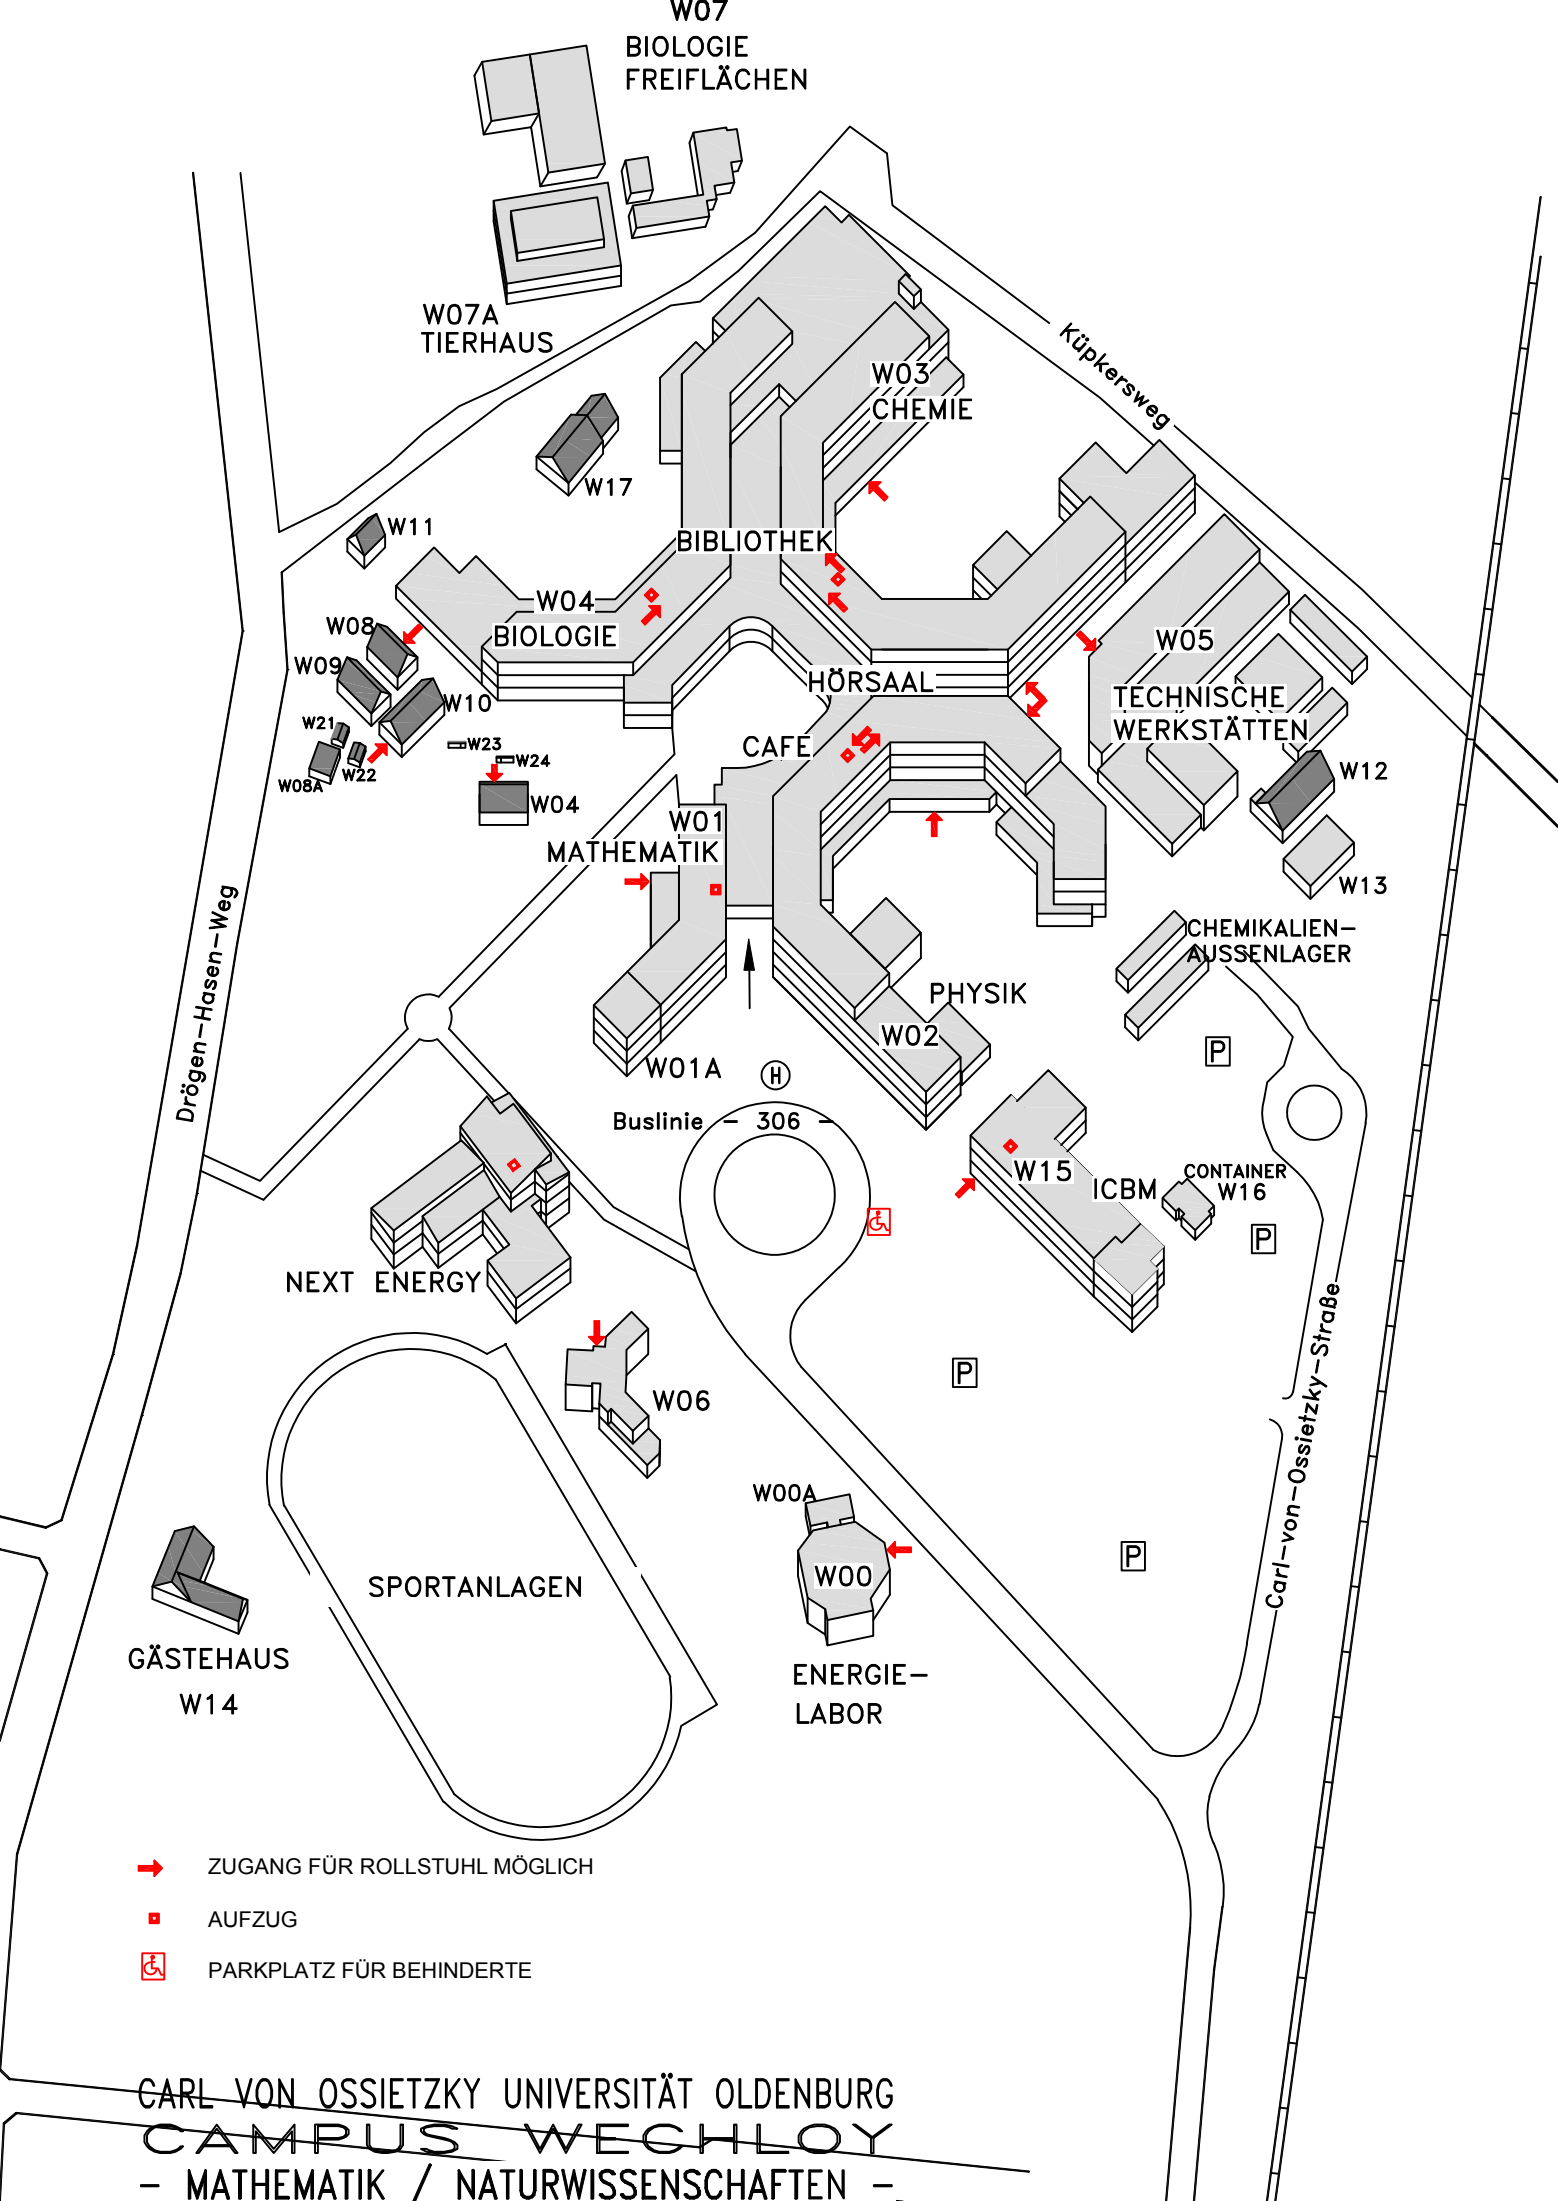 W07
BIOLOGIE
FREIFLÄCHEN
W07A
TIERHAUS
Küpkersweg
W03
CHEMIE
W17
W11
BIBLIOTHEK
W04
BIOLOGIE
W08
W09
W10
W21
W22
W08A
W23
W24
W04
HÖRSAAL
CAFE
W05
TECHNISCHE
WERKSTÄTTEN
W12
W13
W01
MATHEMATIK
CHEMIKALIEN-
AUSSENLAGER
Drögen-Hasen-Weg
PHYSIK
W02
W01A
H
Buslinie - 306 -
P
W15
ICBM
CONTAINER
W16
P
NEXT ENERGY
P
W06
Carl-von-Ossietzky-Straße
W00A
W00
P
SPORTANLAGEN
GÄSTEHAUS
W14
ENERGIE-
LABOR
ZUGANG FÜR ROLLSTUHL MÖGLICH
AUFZUG
PARKPLATZ FÜR BEHINDERTE
CARL VON OSSIETZKY UNIVERSITÄT OLDENBURG
CAMPUS WECHLOY
- MATHEMATIK / NATURWISSENSCHAFTEN -